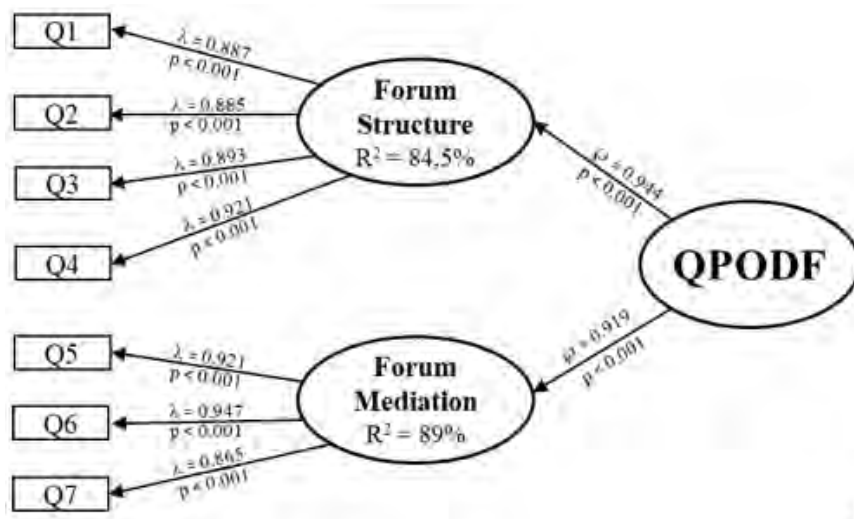 Q1
λ = 0.887
p < 0.001
Q2
λ = 0.885
p < 0.001
Q3
λ = 0.893
p < 0.001
Q4
λ = 0.921
p < 0.001
Forum
Structure
R² = 84,5%
℘ = 0.944
p < 0.001
QPODF
℘ = 0.919
p < 0.001
Q5
λ = 0.921
p < 0.001
Q6
λ = 0.947
p < 0.001
Q7
λ = 0.865
p < 0.001
Forum
Mediation
R² = 89%